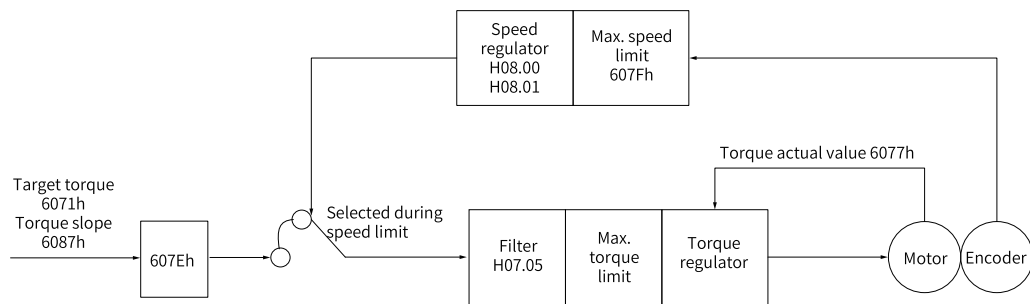 Speed
regulator
H08.00
H08.01
Max. speed
limit
607Fh
Torque actual value 6077h
Target torque
6071h
Torque slope
6087h
607Eh
Selected during
speed limit
Filter
H07.05
Max.
torque
limit
Torque
regulator
Motor
Encoder